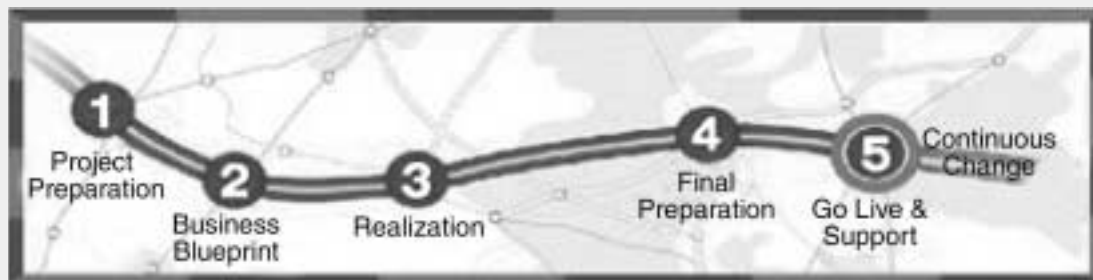 1
Project
Preparation
2
Business
Blueprint
3
Realization
4
Final
Preparation
5
Go Live &
Support
Continuous
Change